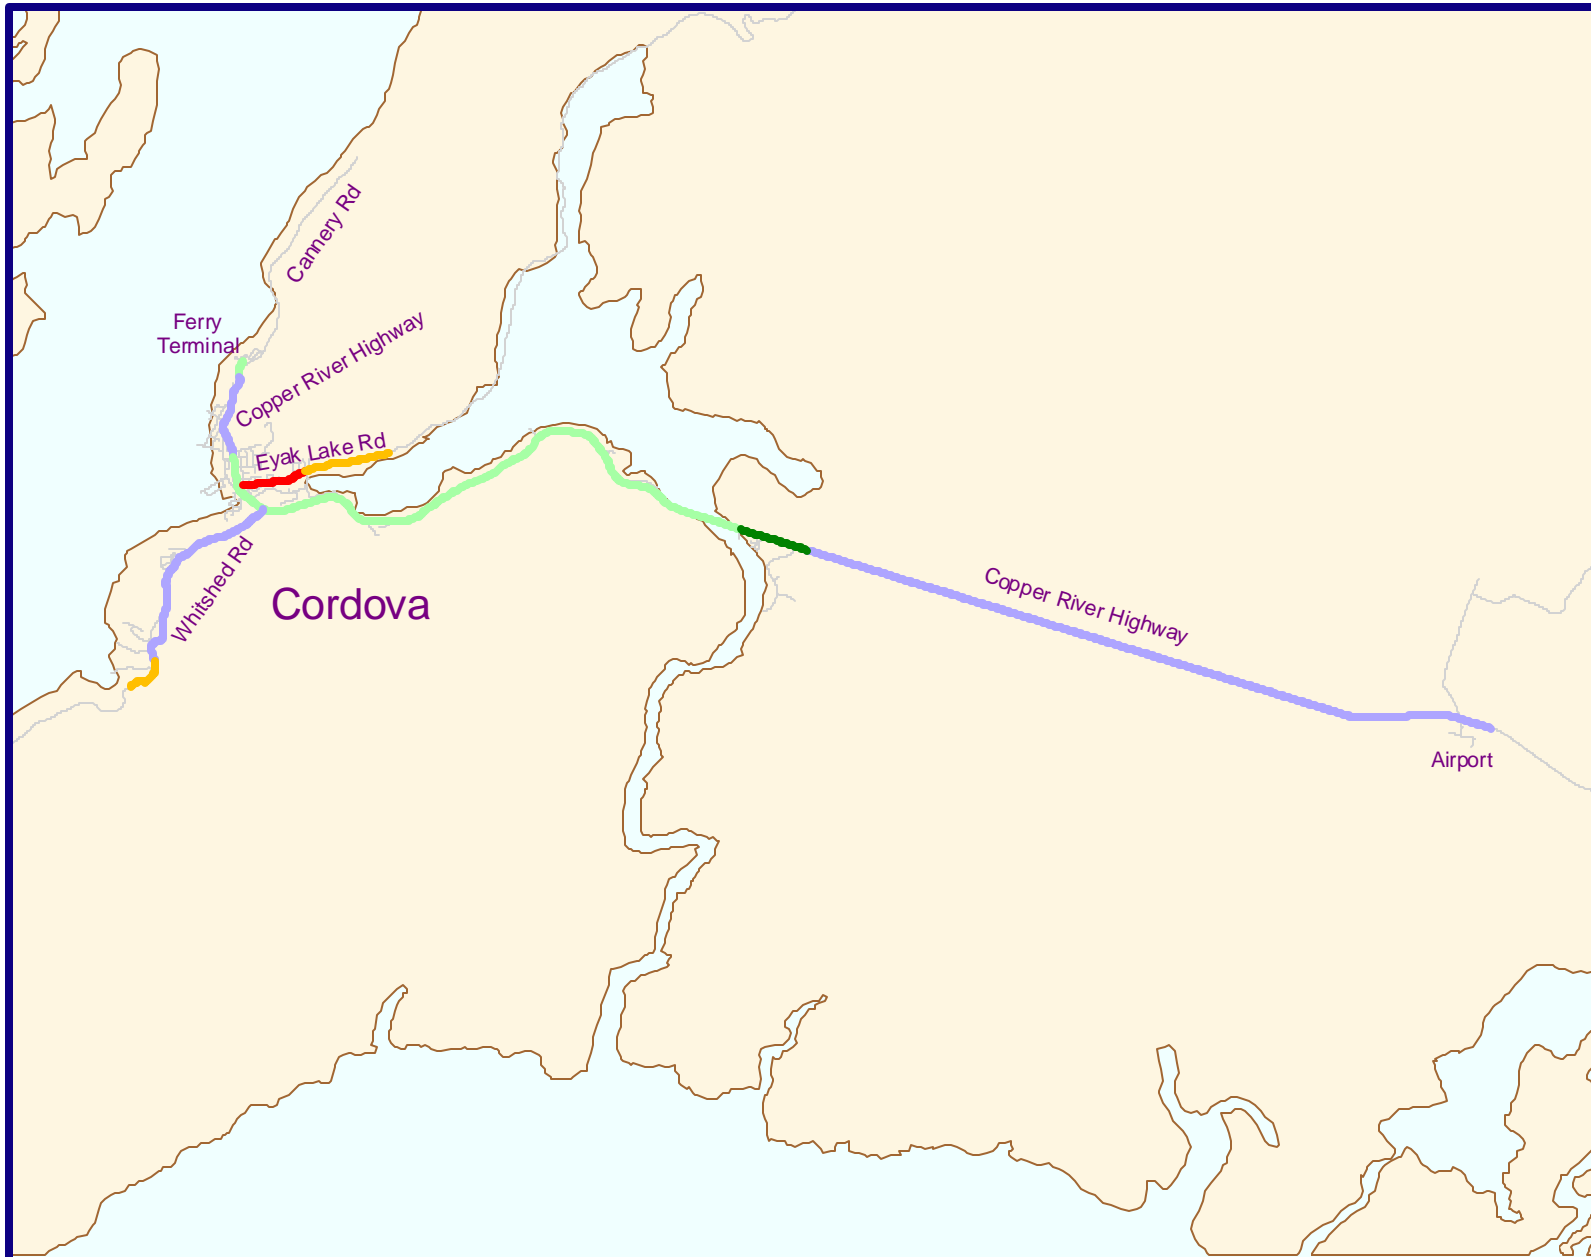 Cannery Rd
Ferry
Terminal
Copper River Highway
Eyak Lake Rd
Whitshed Rd
Cordova
Copper River Highway
Airport